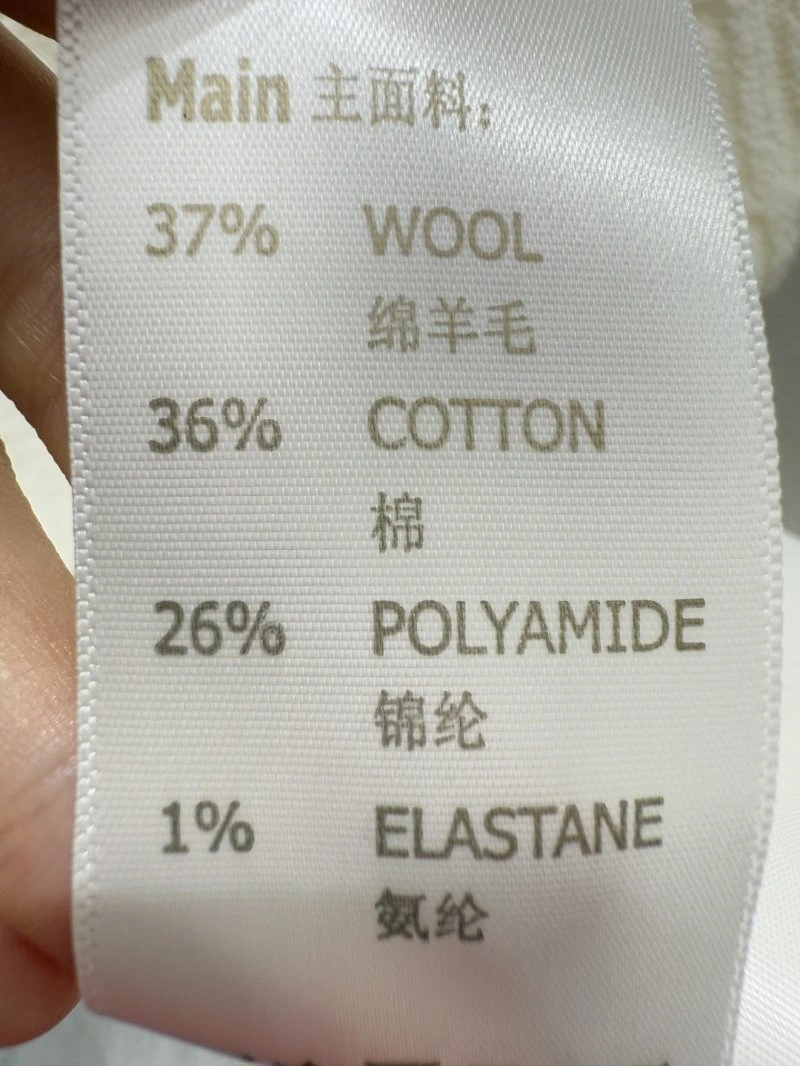 Main 主面料:
37% WOOL
绵羊毛
36% COTTON
棉
26% POLYAMIDE
锦纶
1% ELASTANE
氨纶